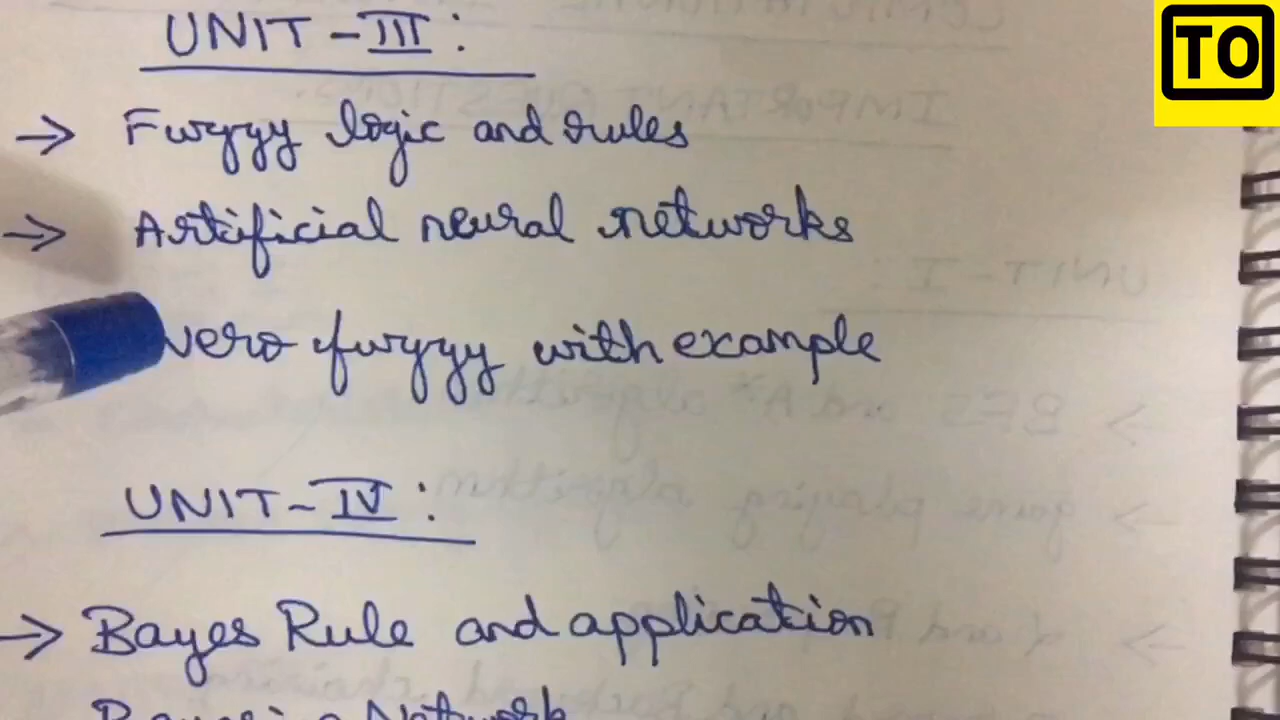 TO
UNIT-III:
→ Fuzzy logic and rules
→ Artificial neural networks
fuzzy with example
UNIT-IV:
→ Bayes Rule and application
Network